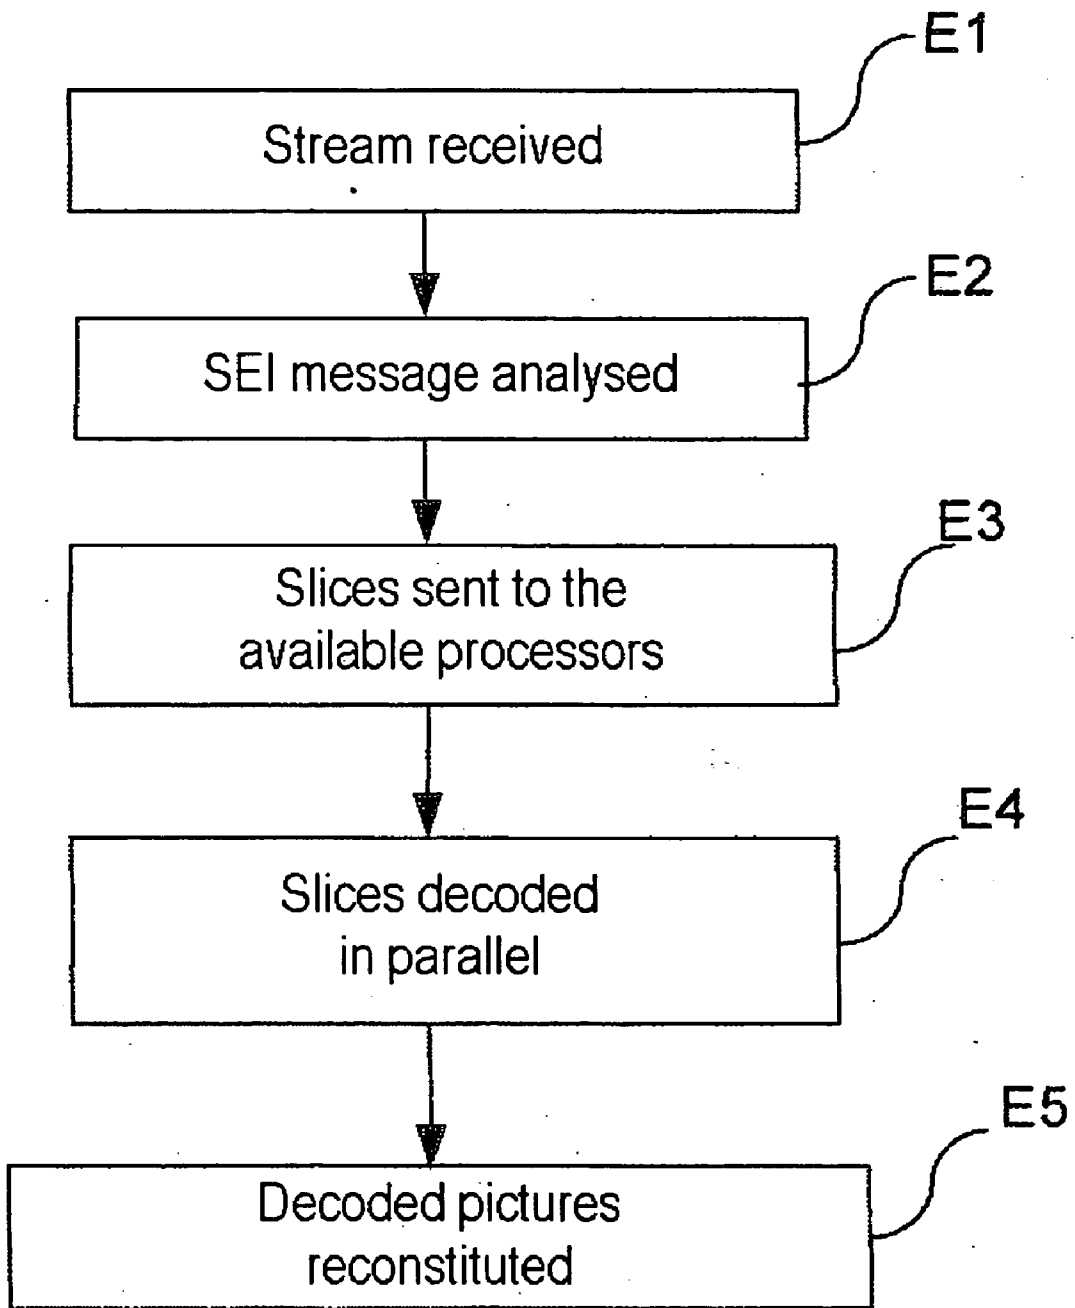 E1
Stream received
E2
SEI message analysed
E3
Slices sent to the
available processors
E4
Slices decoded
in parallel
E5
Decoded pictures
reconstituted